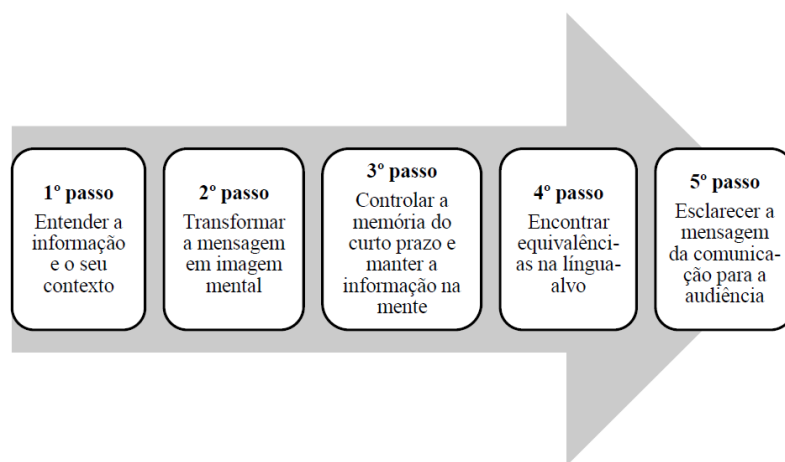 1º passo
Entender a
informação
e o seu
contexto
2º passo
Transformar
a mensagem
em imagem
mental
3º passo
Controlar a
memória do
curto prazo e
manter a
informação na
mente
4º passo
Encontrar
equivalênci-
as na língua-
alvo
5º passo
Esclarecer a
mensagem
da comunica-
ção para a
audiência